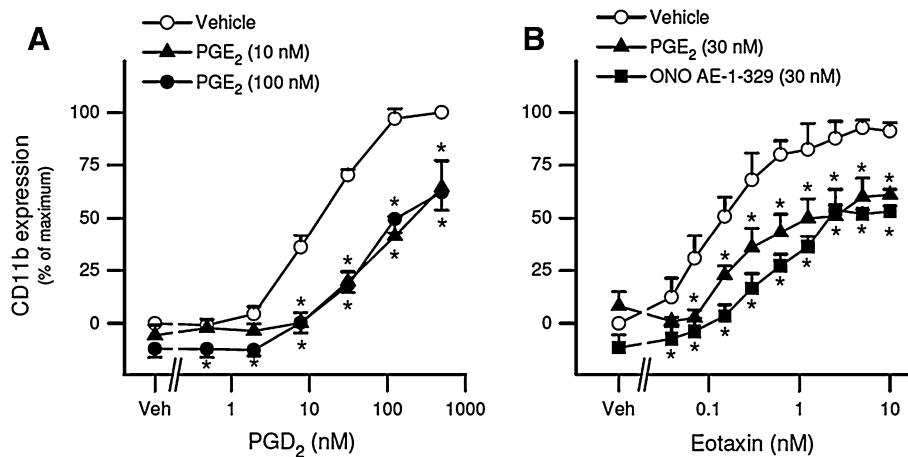 A
Vehicle
PGE₂ (10 nM)
PGE₂ (100 nM)
CD11b expression
(% of maximum)
100
75
50
25
0
* * * * * * * * * *
Veh 1 10 100 1000
PGD₂ (nM)
B
Vehicle
PGE₂ (30 nM)
ONO AE-1-329 (30 nM)
100
75
50
25
0
* * * * * * * * * * * * * * * * *
Veh 0.1 1 10
Eotaxin (nM)